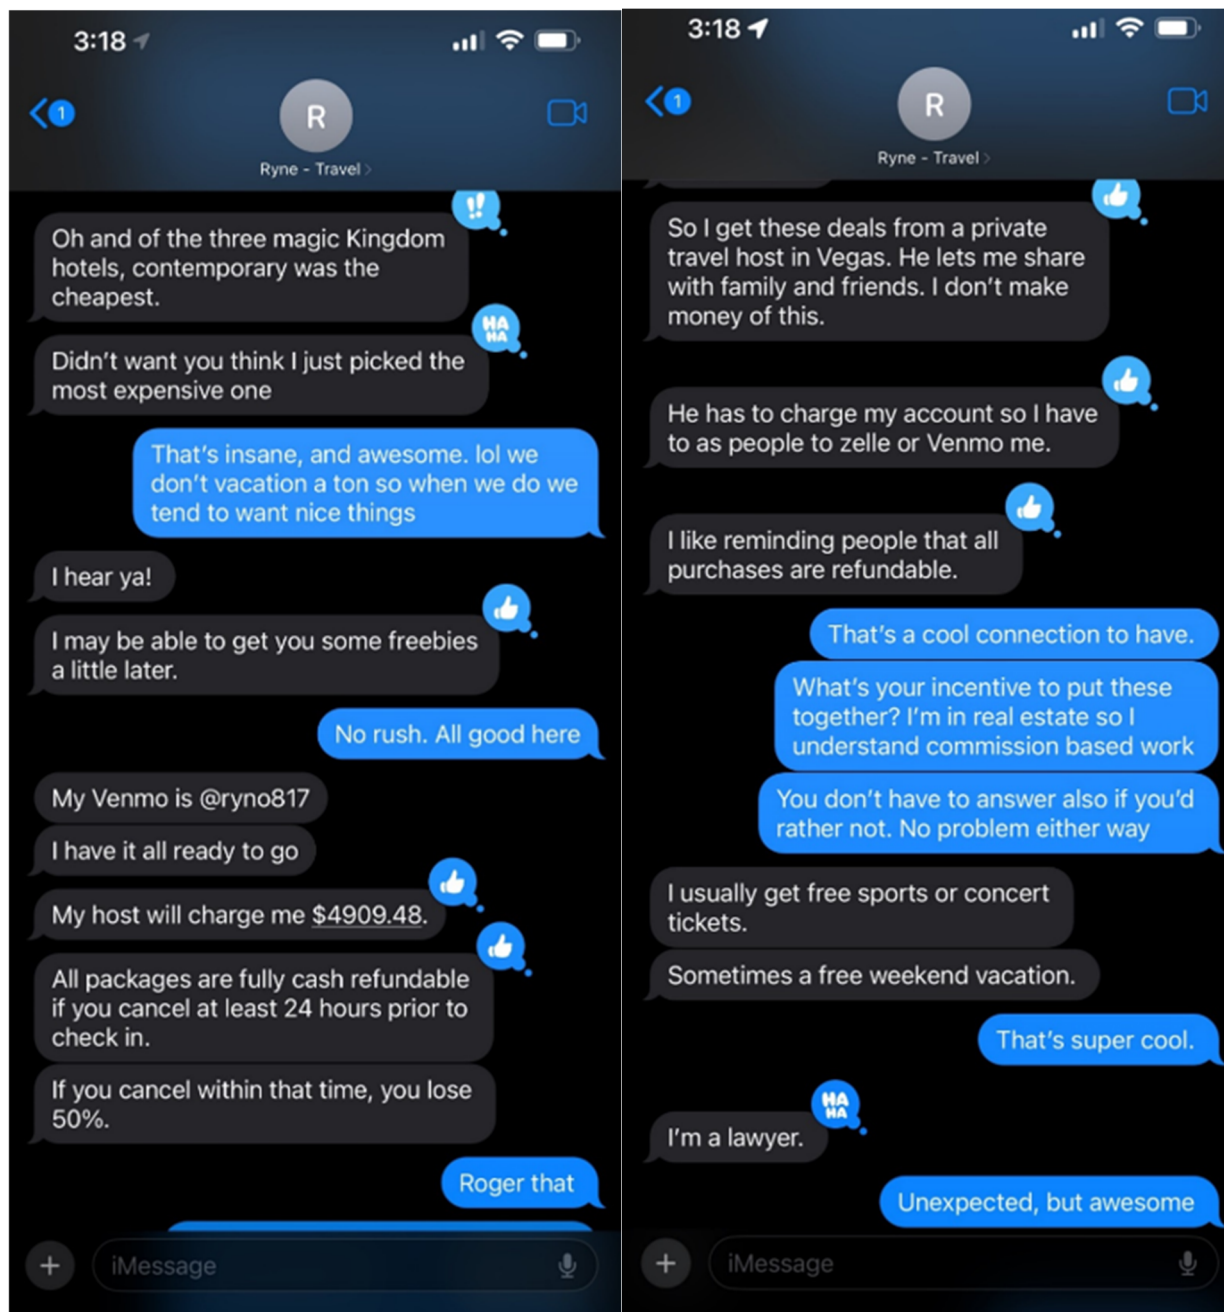 3:18
1
R
Ryne - Travel
Oh and of the three magic Kingdom
hotels, contemporary was the
cheapest.
HA
HA
Didn't want you think I just picked the
most expensive one
That's insane, and awesome. lol we
don't vacation a ton so when we do we
tend to want nice things
I hear ya!
I may be able to get you some freebies
a little later.
No rush. All good here
My Venmo is @ryno817
I have it all ready to go
My host will charge me $4909.48.
All packages are fully cash refundable
if you cancel at least 24 hours prior to
check in.
If you cancel within that time, you lose
50%.
Roger that
iMessage
3:18
1
R
Ryne - Travel
So I get these deals from a private
travel host in Vegas. He lets me share
with family and friends. I don't make
money of this.
He has to charge my account so I have
to as people to zelle or Venmo me.
I like reminding people that all
purchases are refundable.
That's a cool connection to have.
What's your incentive to put these
together? I'm in real estate so I
understand commission based work
You don't have to answer also if you'd
rather not. No problem either way
I usually get free sports or concert
tickets.
Sometimes a free weekend vacation.
That's super cool.
HA
HA
I'm a lawyer.
Unexpected, but awesome
iMessage